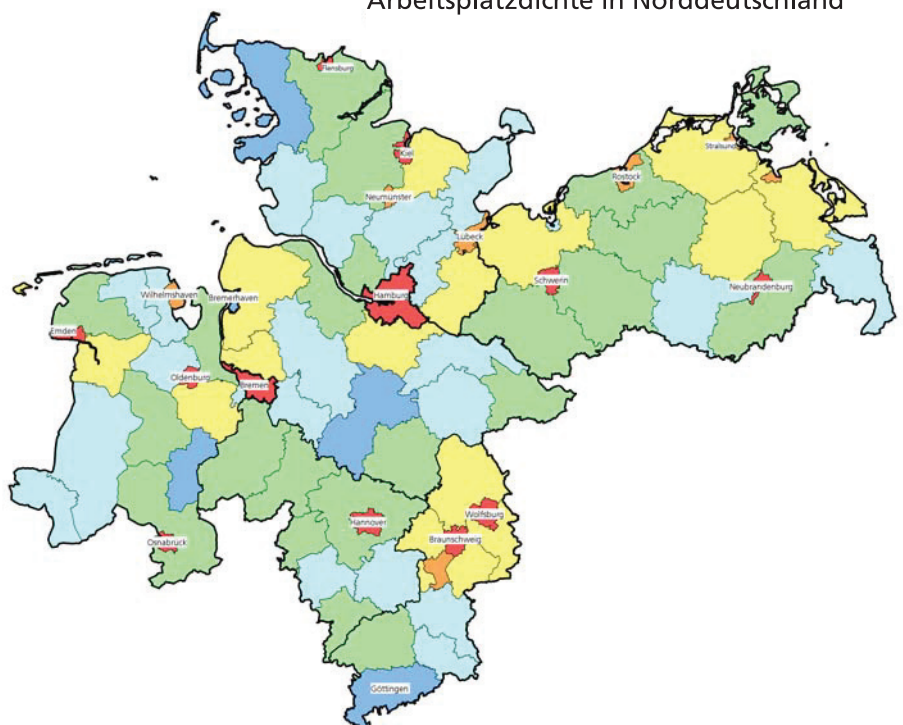 Arbeitsplatzdichte in Norddeutschland
Flensburg
Kiel
Stralsund
Rostock
Neumünster
Lübeck
Schwerin
Neubrandenburg
Hamburg
Wilhelmshaven
Bremerhaven
Emden
Oldenburg
Bremen
Wolfsburg
Hannover
Braunschweig
Osnabrück
Göttingen